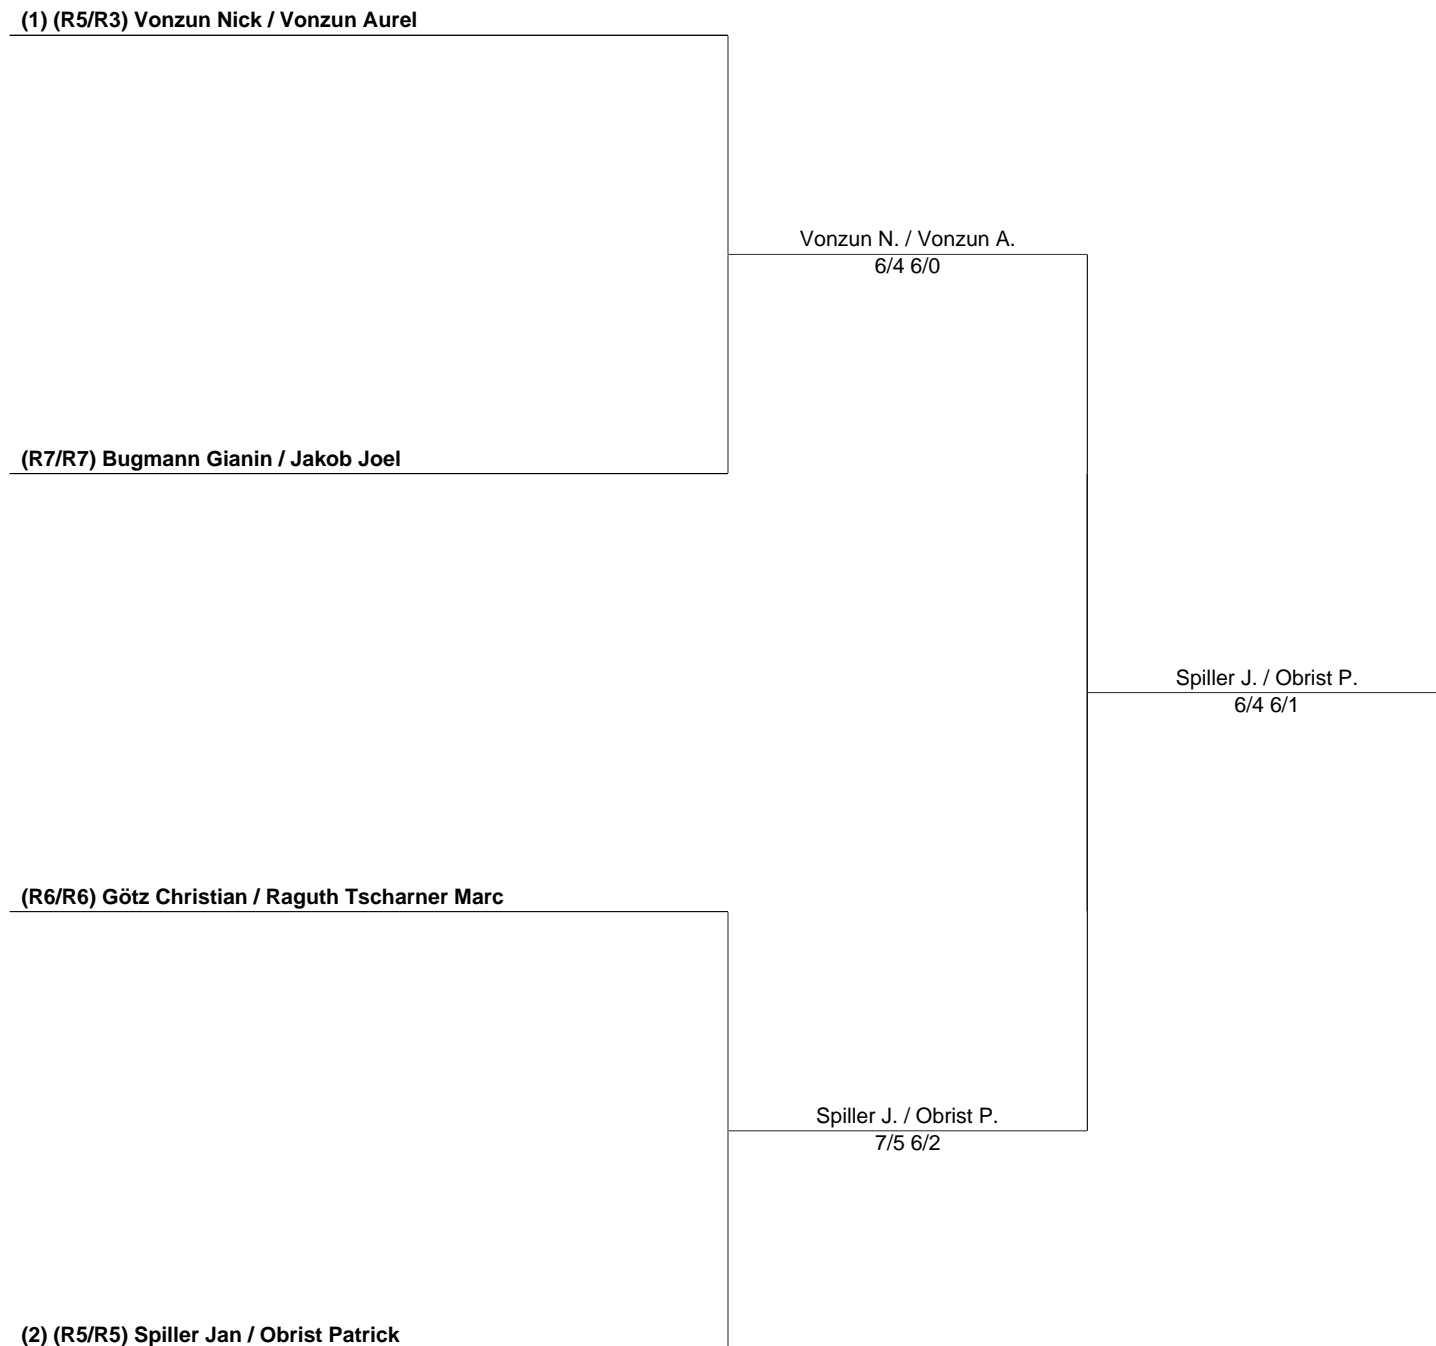 (1) (R5/R3) Vonzun Nick / Vonzun Aurel
Vonzun N. / Vonzun A.
6/4 6/0
(R7/R7) Bugmann Gianin / Jakob Joel
Spiller J. / Obrist P.
6/4 6/1
(R6/R6) Götz Christian / Raguth Tscharner Marc
Spiller J. / Obrist P.
7/5 6/2
(2) (R5/R5) Spiller Jan / Obrist Patrick